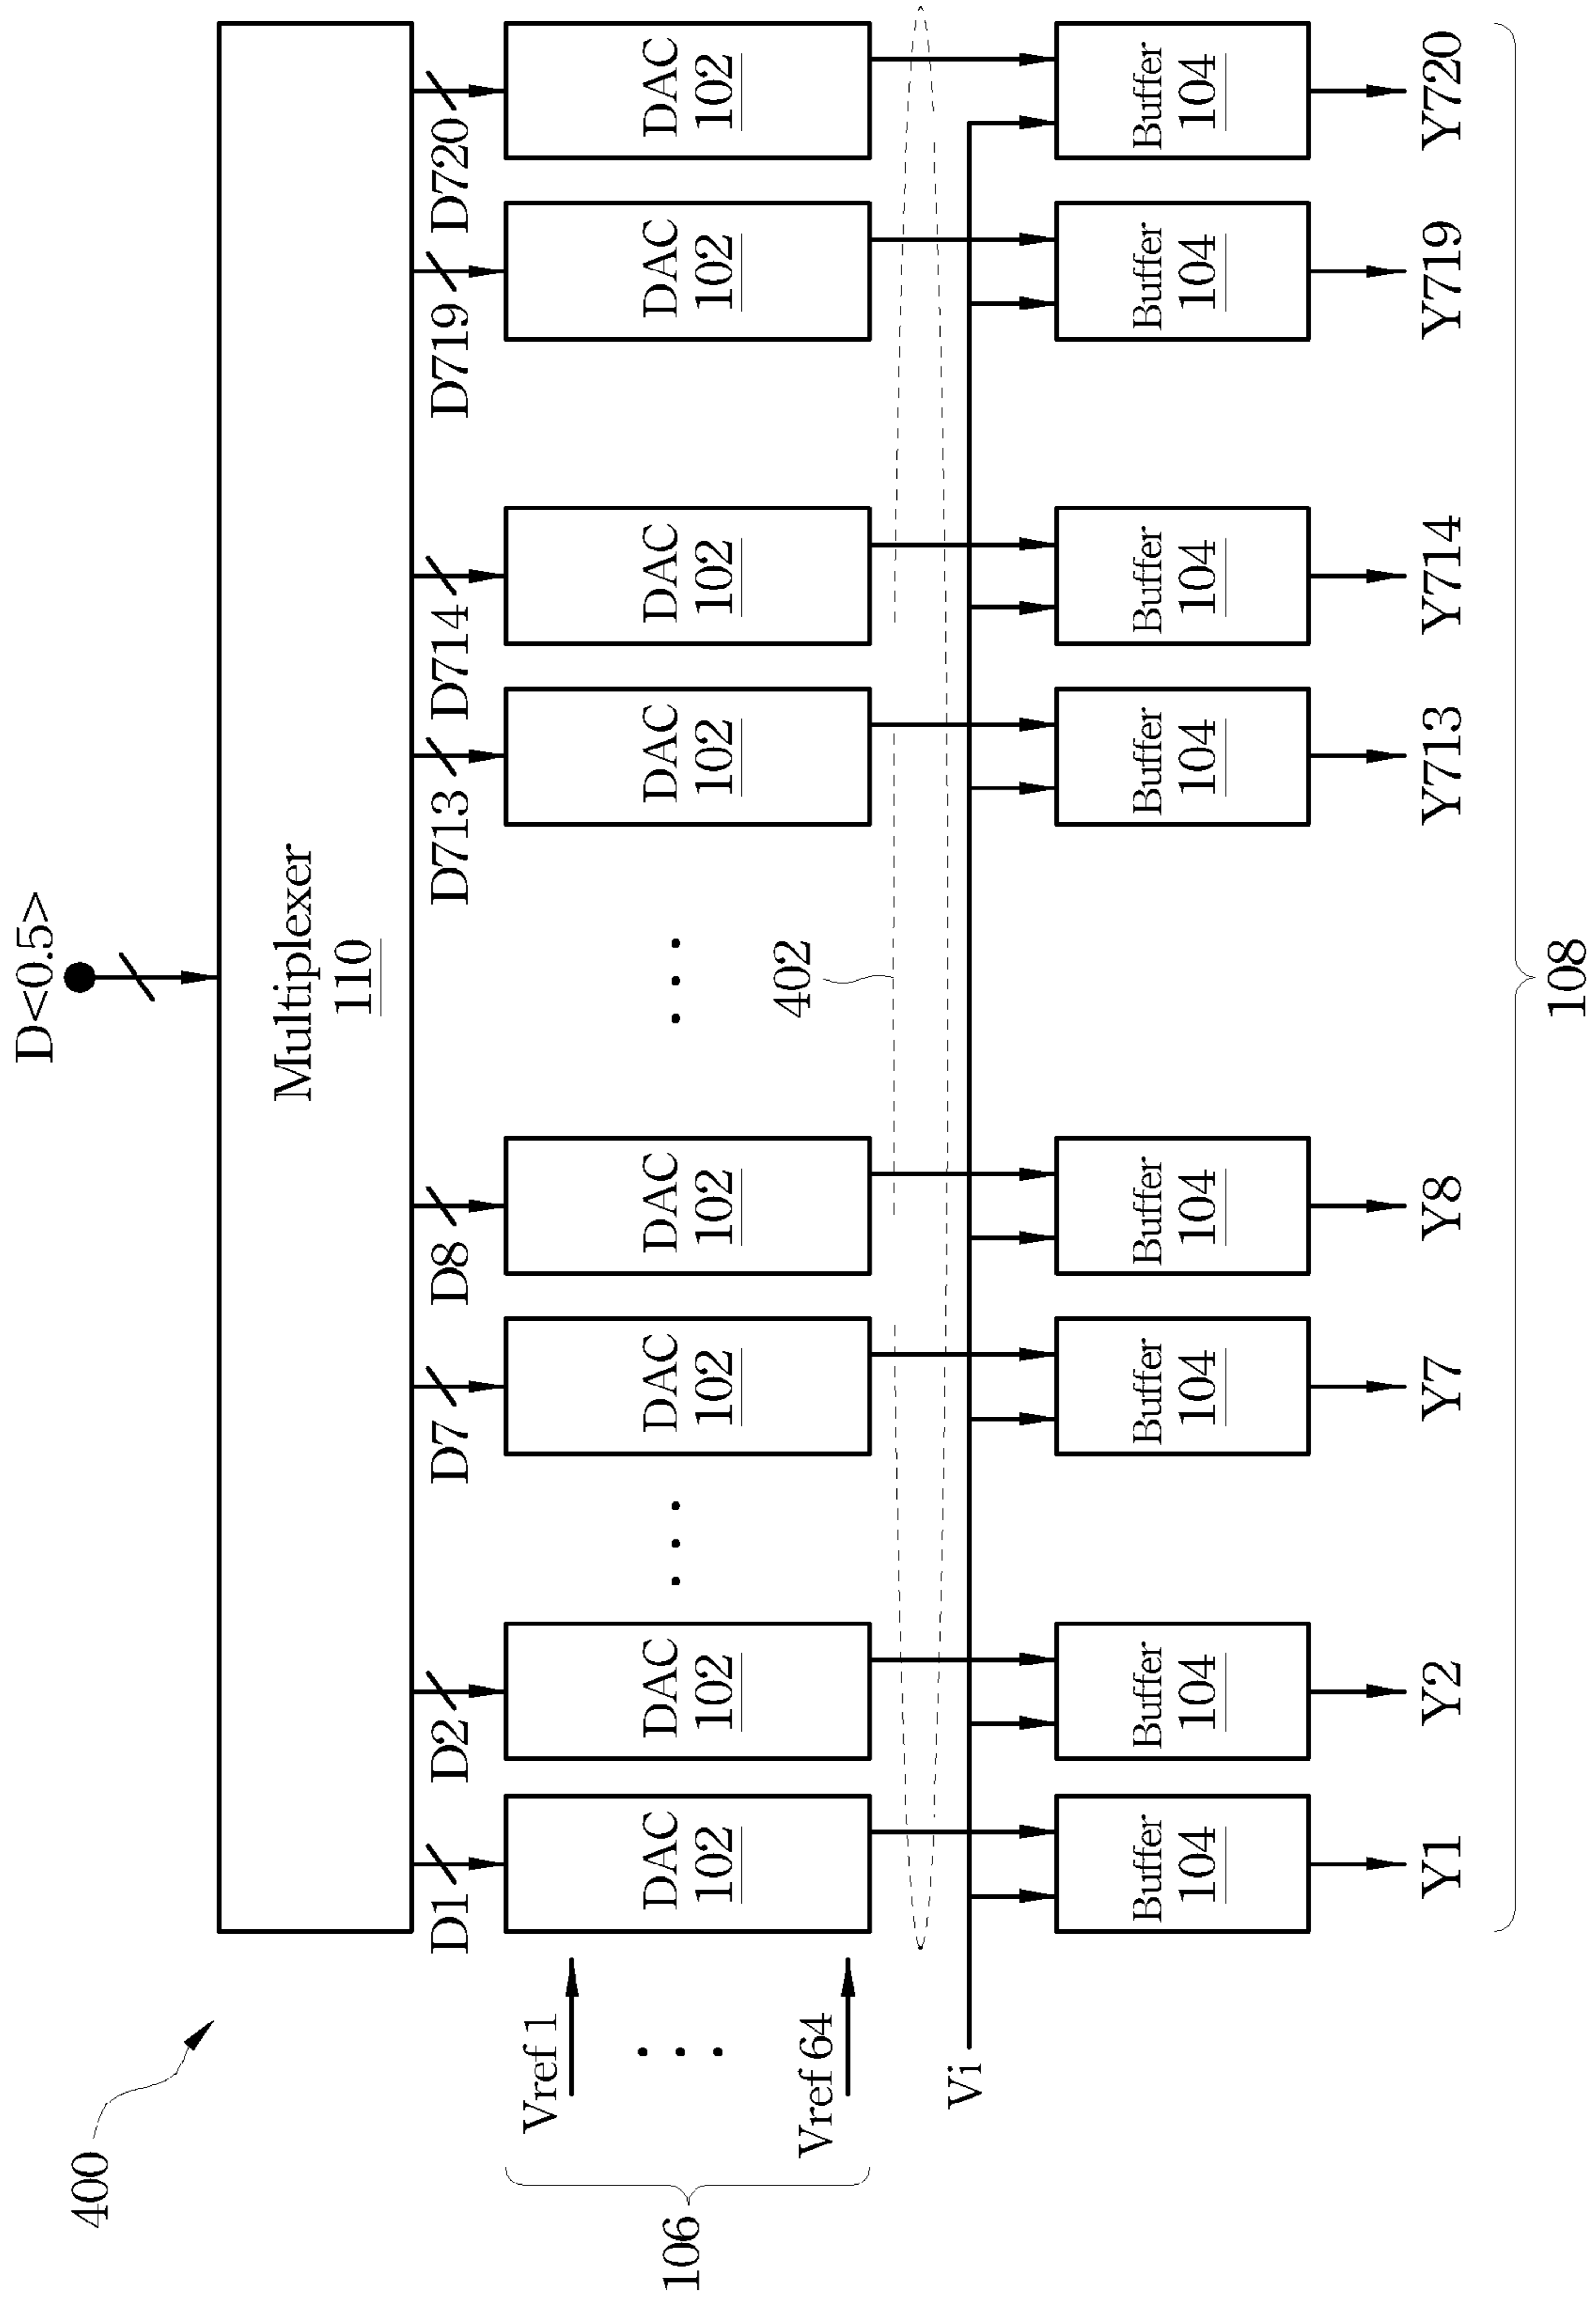 400
D<0.5>
Multiplexer
110
D1
D2
D7
D8
D713
D714
D719
D720
106
Vref 1
Vref 64
DAC
102
DAC
102
DAC
102
DAC
102
DAC
102
DAC
102
DAC
102
DAC
102
402
Vi
Buffer
104
Buffer
104
Buffer
104
Buffer
104
Buffer
104
Buffer
104
Buffer
104
Buffer
104
Y1
Y2
Y7
Y8
Y713
Y714
Y719
Y720
108